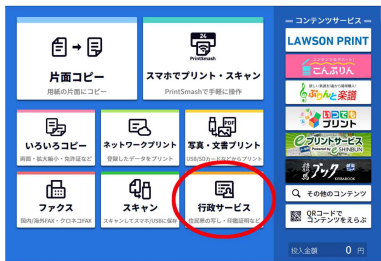 片面コピー
用紙の片面にコピー
24
PrintSmash
スマホで
プリント・スキャン
PrintSmashで手軽に操作
いろいろコピー
両面・拡大縮小・免許証など
ネットワークプリント
登録したデータをプリント
PDF
写真・文書プリント
USB/SDカードなどからプリント
ファクス
国内/海外FAX・クロネコFAX
スキャン
スキャンしてスマホ/USBに保存
行政サービス
住民票の写し・印鑑証明など
コンテンツサービス
LAWSON PRINT
こんぷりん
ぷりんと楽譜
いつでも
プリント
eプリントサービス
SHINBUN
その他のコンテンツ
QRコードで
コンテンツをえらぶ
投入金額 0 円